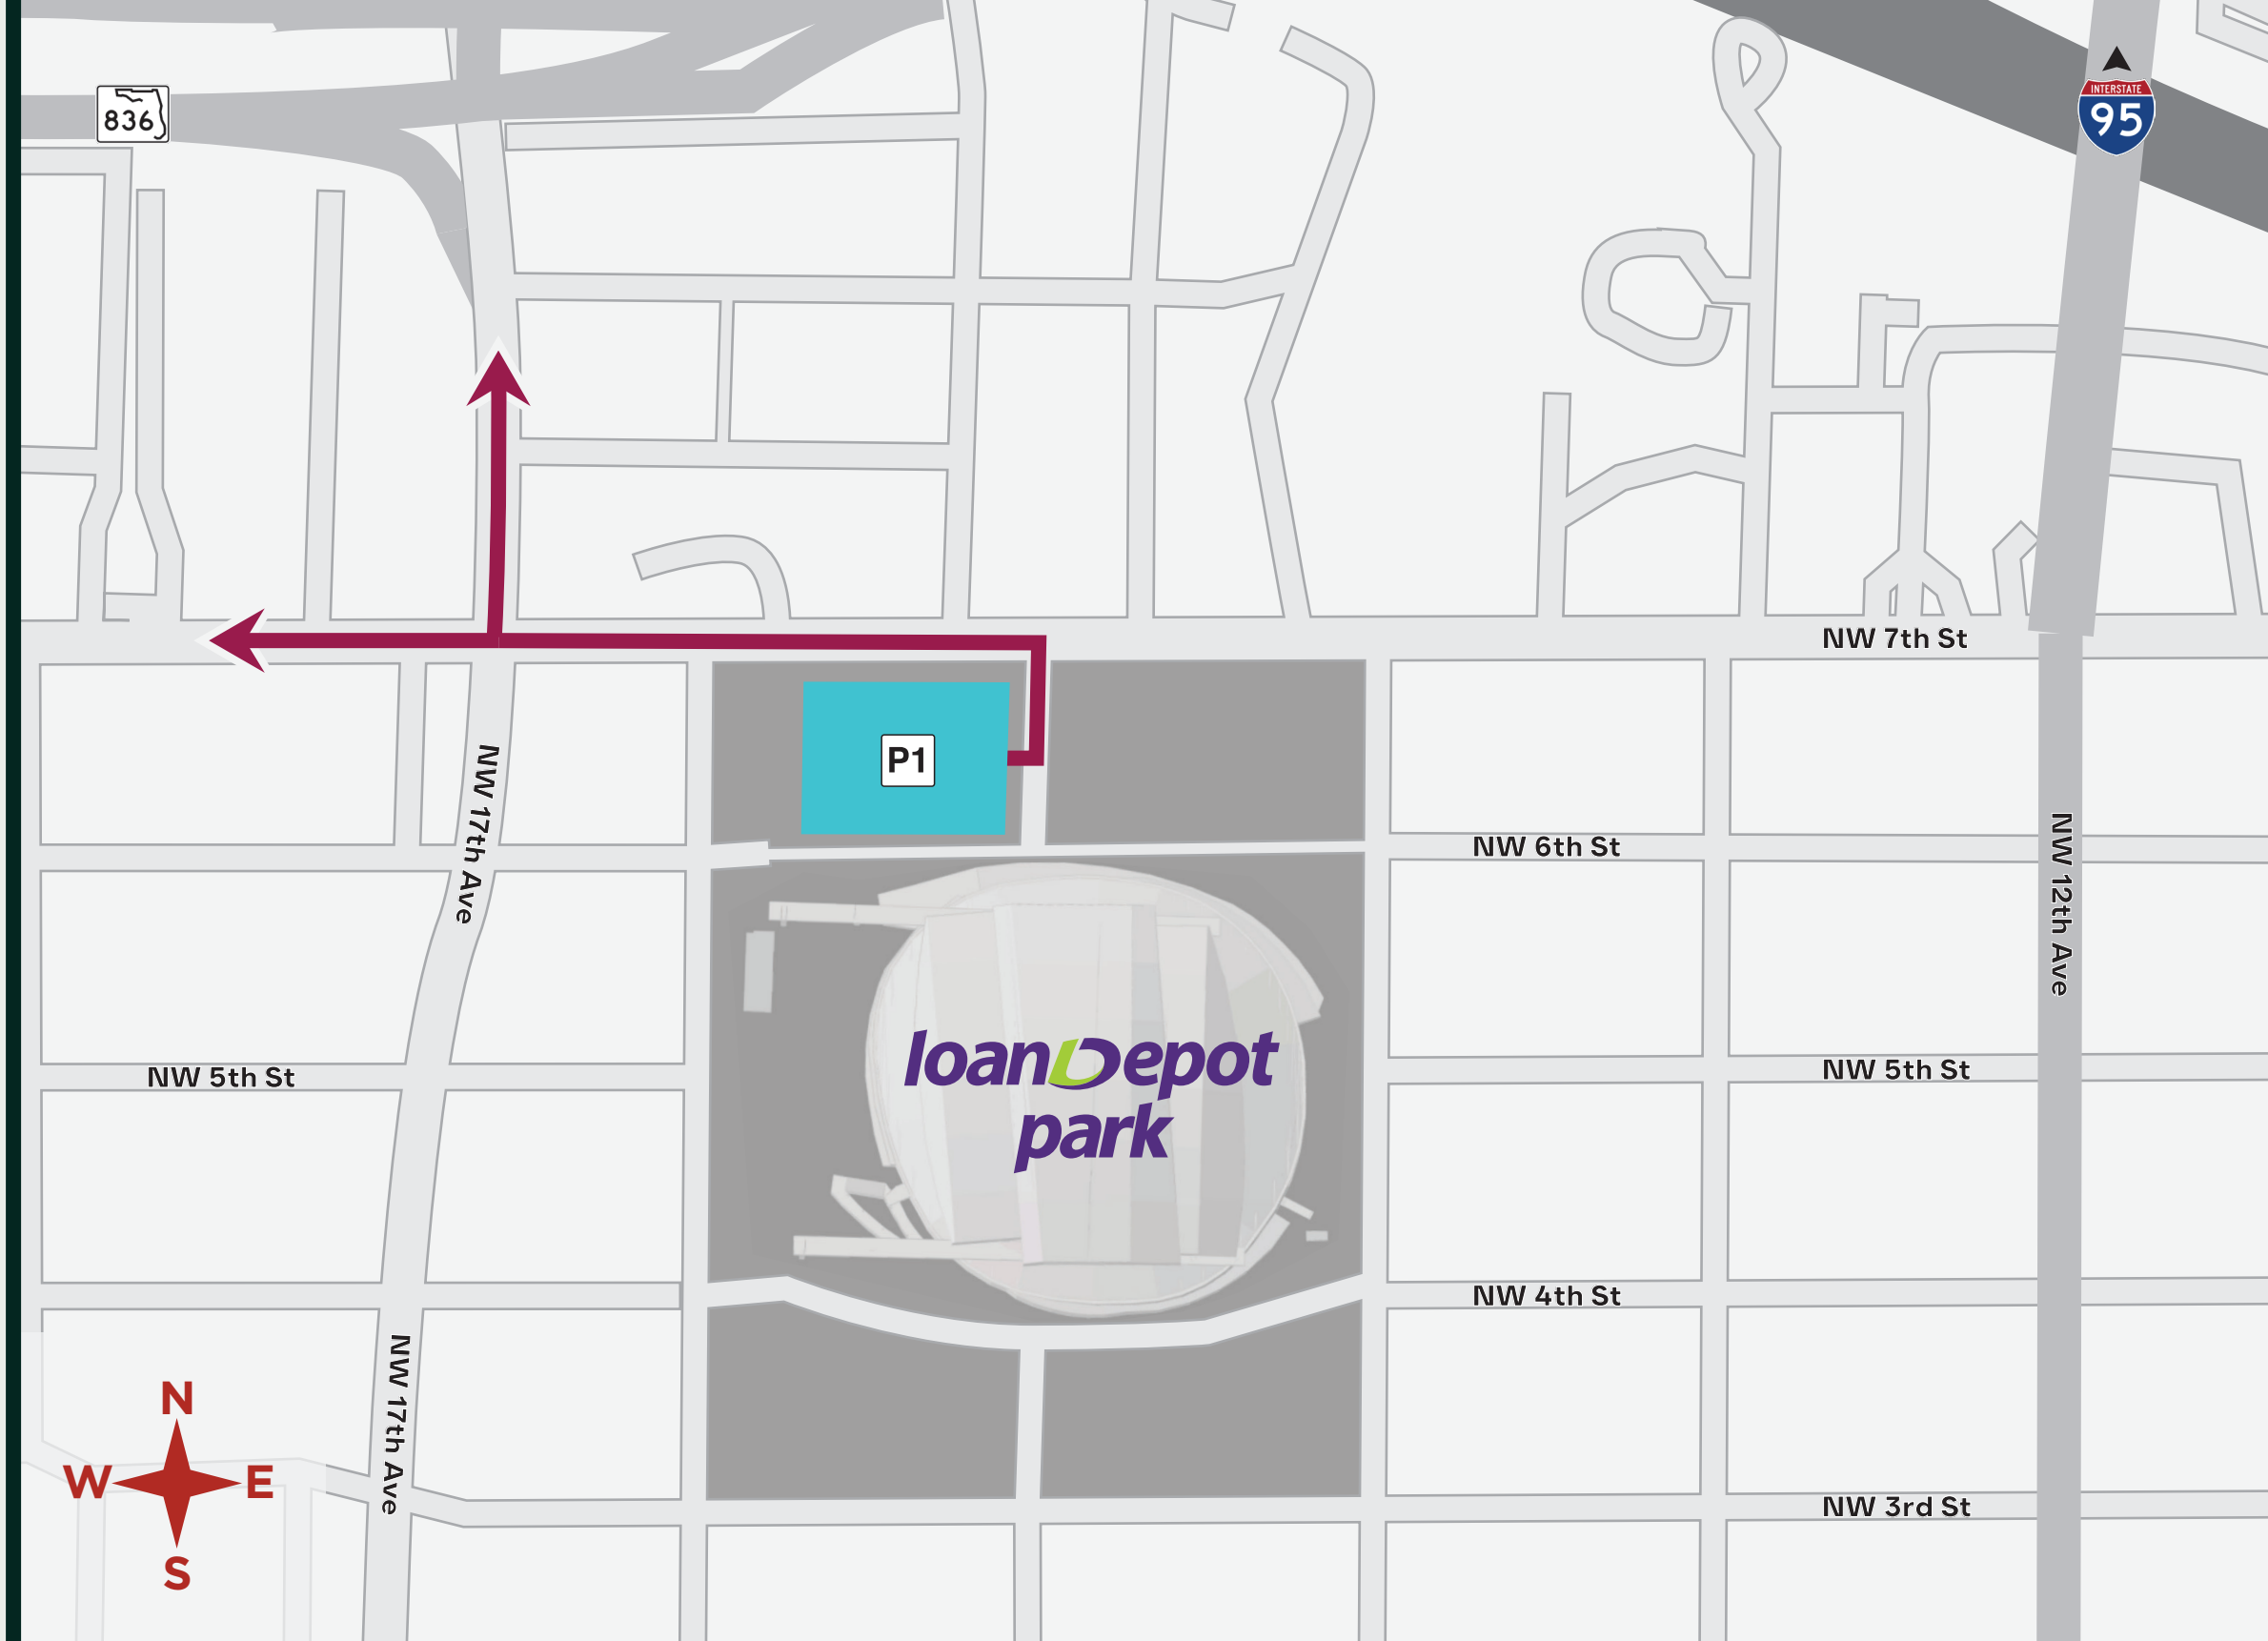 INTERSTATE
95
836
NW 7th St
P1
NW 17th Ave
NW 6th St
NW 12th Ave
loanDepot
park
NW 5th St
NW 5th St
NW 4th St
NW 17th Ave
N
W E
S
NW 3rd St